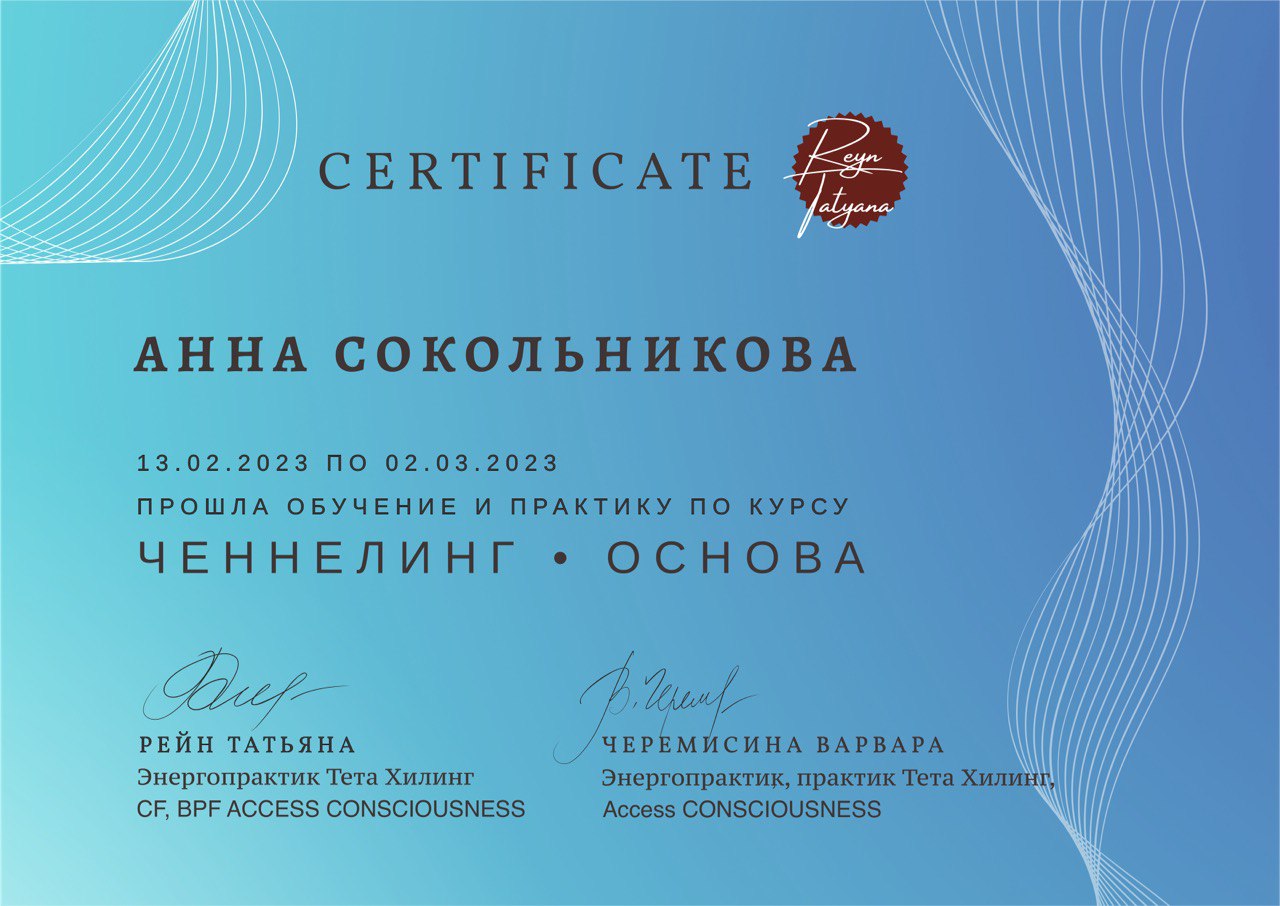 CERTIFICATE
Reyn
Tatyana
АННА СОКОЛЬНИКОВА
13.02.2023 ПО 02.03.2023
ПРОШЛА ОБУЧЕНИЕ И ПРАКТИКУ ПО КУРСУ
ЧЕННЕЛИНГ • ОСНОВА
РЕЙН ТАТЬЯНА
Энергопрактик Тета Хилинг
CF, BPF ACCESS CONSCIOUSNESS
В. Черем
ЧЕРЕМИСИНА ВАРВАРА
Энергопрактик, практик Тета Хилинг,
Access CONSCIOUSNESS